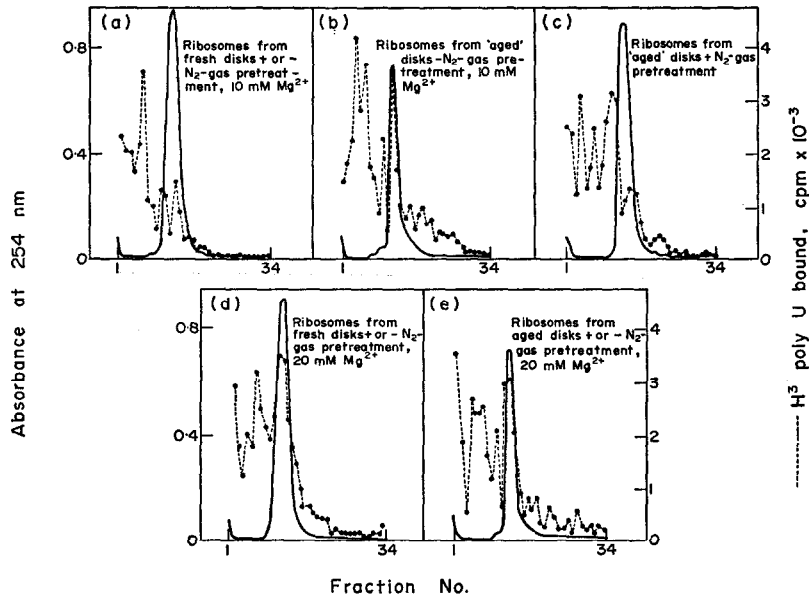 (a)
Ribosomes from
fresh disks + or -
N2-gas pretreat-
ment, 10 mM Mg2+
(b)
Ribosomes from 'aged'
disks -N2-gas pre-
treatment, 10 mM
Mg2+
(c)
Ribosomes from
'aged' disks + N2-gas
pretreatment
0.8
0.4
0
1
34
1
34
1
34
4
3
2
1
0
(d)
Ribosomes from
fresh disks + or - N2-
gas pretreatment,
20 mM Mg2+
(e)
Ribosomes from
aged disks + or - N2-
gas pretreatment,
20 mM Mg2+
0.8
0.4
0
1
34
1
34
4
3
2
1
0
Absorbance at 254 nm
H3 poly U bound, cpm x 10-3
Fraction No.